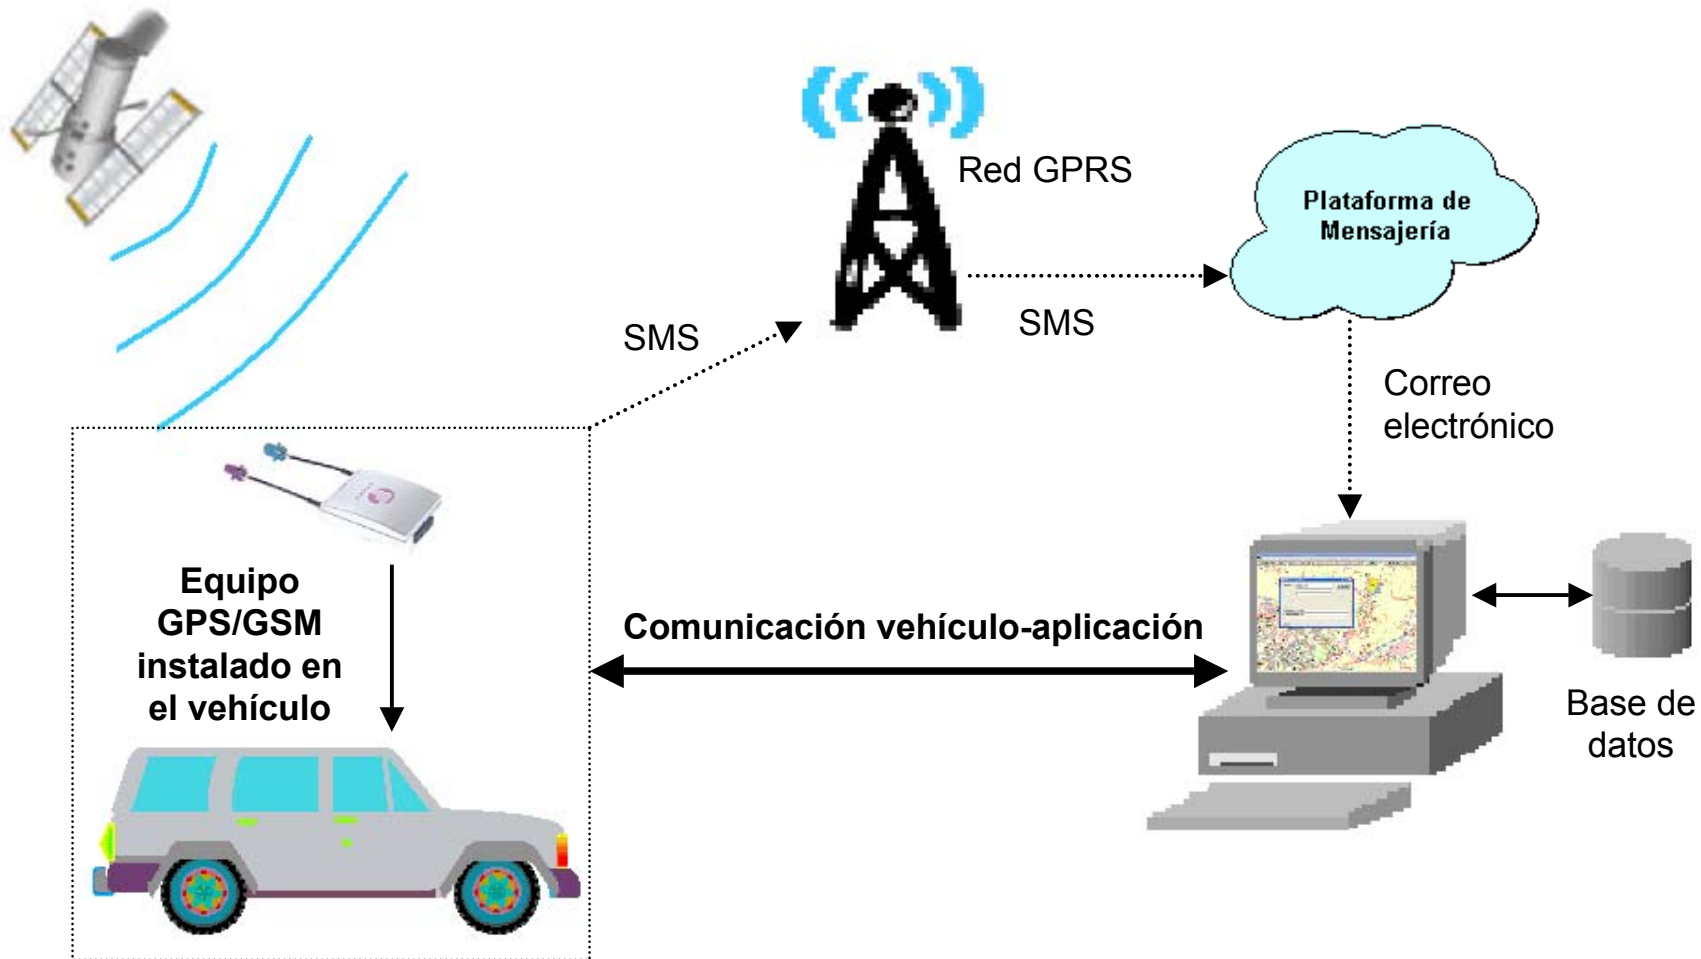 Red GPRS
Plataforma de
Mensajería
SMS
SMS
Correo
electrónico
Equipo
GPS/GSM
instalado en
el vehículo
Comunicación vehículo-aplicación
Base de
datos